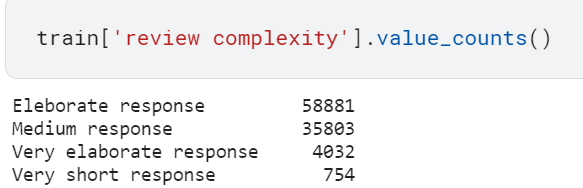 train['review complexity'].value_counts()
Eleborate response 58881
Medium response 35803
Very elaborate response 4032
Very short response 754